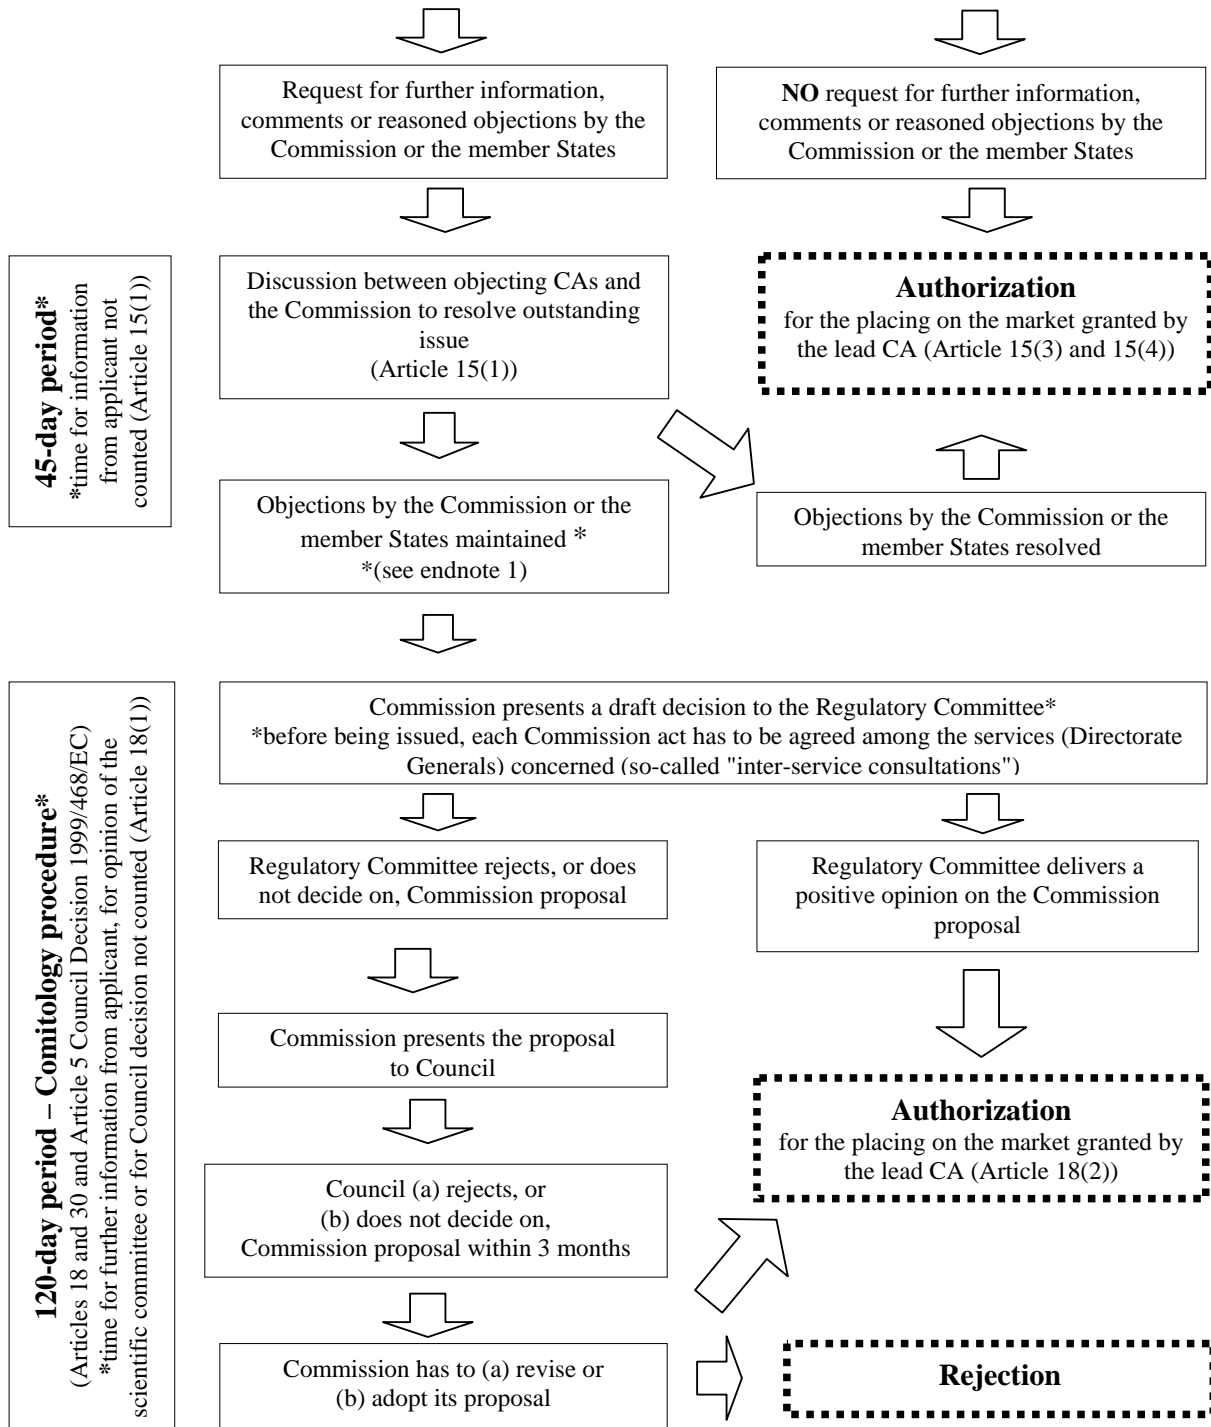 Request for further information,
comments or reasoned objections by the
Commission or the member States
NO request for further information,
comments or reasoned objections by the
Commission or the member States
45-day period*
*time for information
from applicant not
counted (Article 15(1))
Discussion between objecting CAs and
the Commission to resolve outstanding
issue
(Article 15(1))
Authorization
for the placing on the market granted by
the lead CA (Article 15(3) and 15(4))
Objections by the Commission or the
member States maintained *
*(see endnote 1)
Objections by the Commission or the
member States resolved
120-day period – Comitology procedure*
(Articles 18 and 30 and Article 5 Council Decision 1999/468/EC)
*time for further information from applicant, for opinion of the
scientific committee or for Council decision not counted (Article 18(1))
Commission presents a draft decision to the Regulatory Committee*
*before being issued, each Commission act has to be agreed among the services (Directorate
Generals) concerned (so-called "inter-service consultations")
Regulatory Committee rejects, or does
not decide on, Commission proposal
Regulatory Committee delivers a
positive opinion on the Commission
proposal
Commission presents the proposal
to Council
Authorization
for the placing on the market granted by
the lead CA (Article 18(2))
Council (a) rejects, or
(b) does not decide on,
Commission proposal within 3 months
Commission has to (a) revise or
(b) adopt its proposal
Rejection